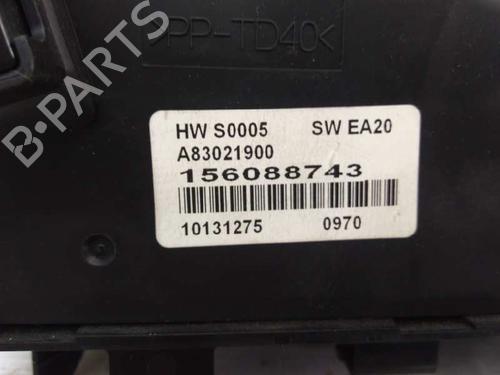 >PP-TD40<
HW S0005 SW EA20
A83021900
156088743
10131275 0970
B-PARTS